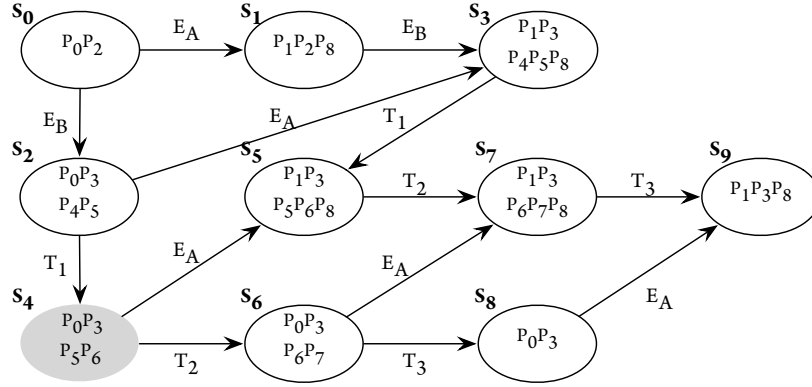 S0
S1
S3
P0P2
EA
P1P2P8
EB
P1P3
P4P5P8
EB
EA
T1
S2
S5
S7
S9
P0P3
P4P5
P1P3
P5P6P8
T2
P1P3
P6P7P8
T3
P1P3P8
T1
EA
EA
EA
S4
S6
S8
P0P3
P5P6
T2
P0P3
P6P7
T3
P0P3